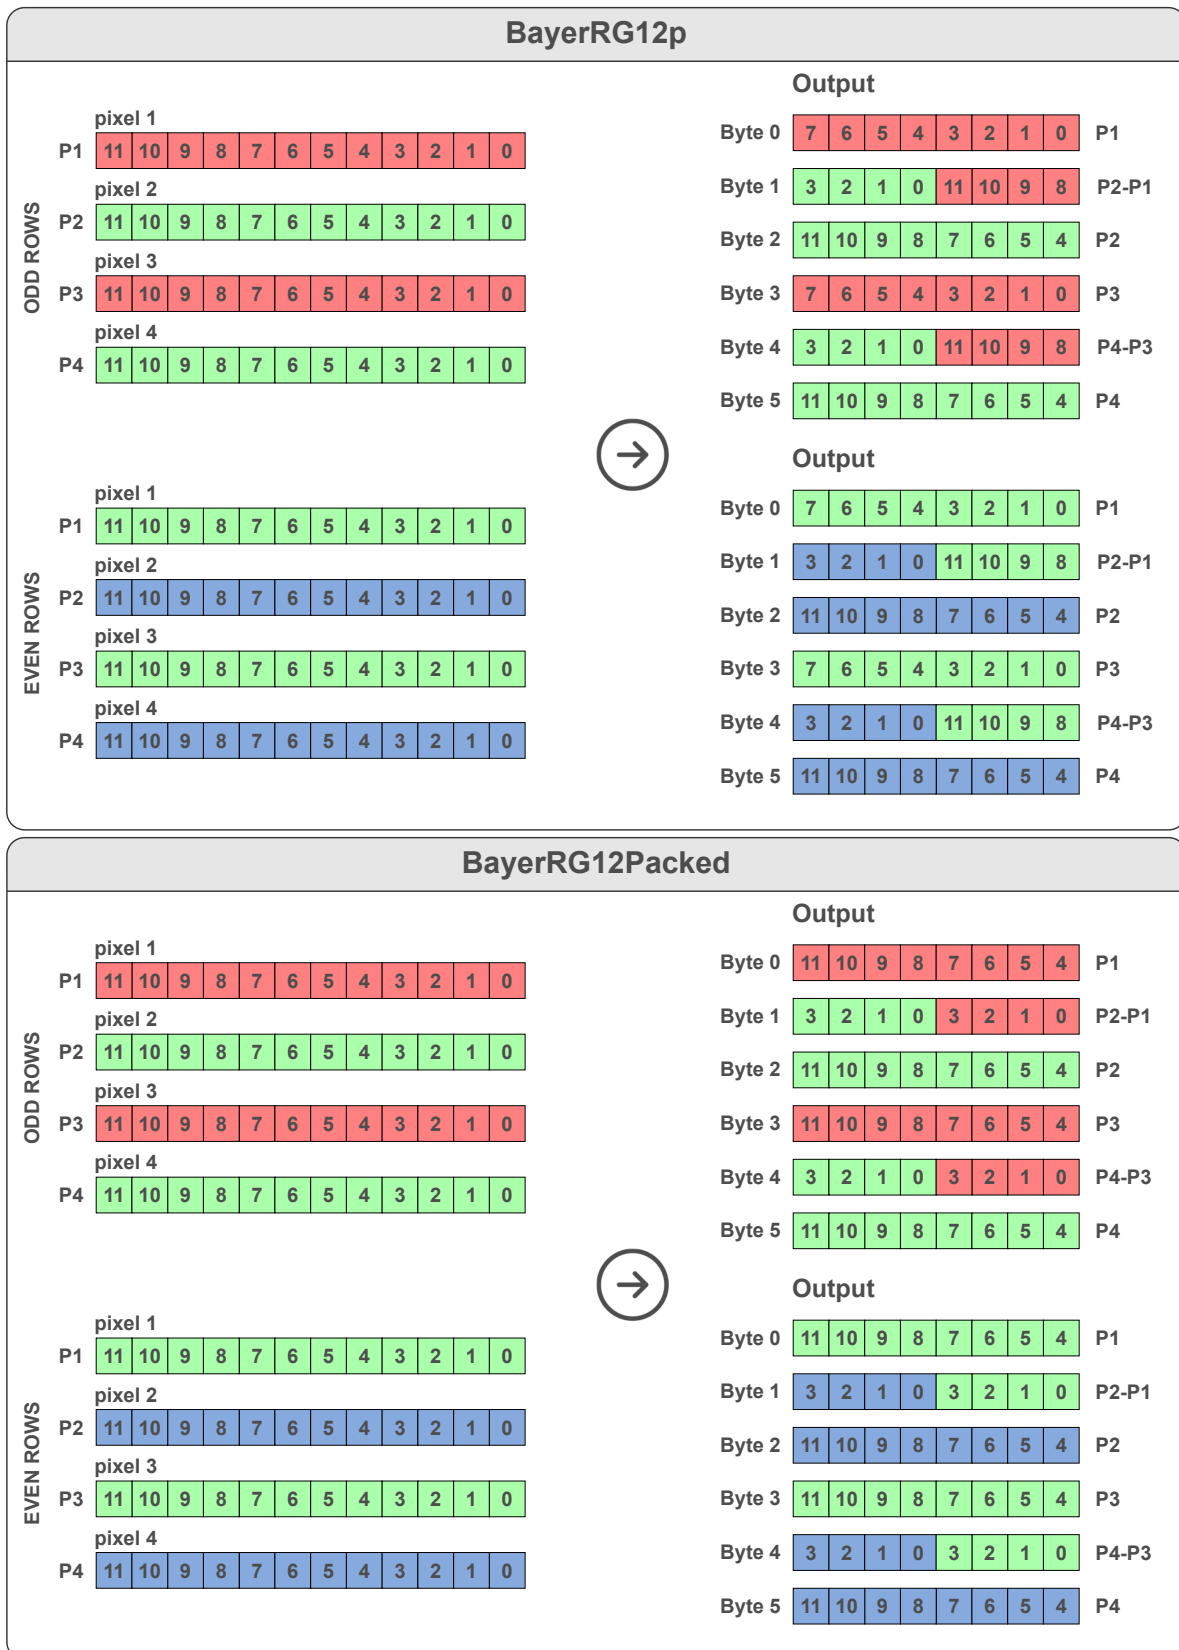 BayerRG12p
ODD ROWS
pixel 1
P1 11 10 9 8 7 6 5 4 3 2 1 0
pixel 2
P2 11 10 9 8 7 6 5 4 3 2 1 0
pixel 3
P3 11 10 9 8 7 6 5 4 3 2 1 0
pixel 4
P4 11 10 9 8 7 6 5 4 3 2 1 0
Output
Byte 0 7 6 5 4 3 2 1 0 P1
Byte 1 3 2 1 0 11 10 9 8 P2-P1
Byte 2 11 10 9 8 7 6 5 4 P2
Byte 3 7 6 5 4 3 2 1 0 P3
Byte 4 3 2 1 0 11 10 9 8 P4-P3
Byte 5 11 10 9 8 7 6 5 4 P4
EVEN ROWS
pixel 1
P1 11 10 9 8 7 6 5 4 3 2 1 0
pixel 2
P2 11 10 9 8 7 6 5 4 3 2 1 0
pixel 3
P3 11 10 9 8 7 6 5 4 3 2 1 0
pixel 4
P4 11 10 9 8 7 6 5 4 3 2 1 0
Output
Byte 0 7 6 5 4 3 2 1 0 P1
Byte 1 3 2 1 0 11 10 9 8 P2-P1
Byte 2 11 10 9 8 7 6 5 4 P2
Byte 3 7 6 5 4 3 2 1 0 P3
Byte 4 3 2 1 0 11 10 9 8 P4-P3
Byte 5 11 10 9 8 7 6 5 4 P4
BayerRG12Packed
ODD ROWS
pixel 1
P1 11 10 9 8 7 6 5 4 3 2 1 0
pixel 2
P2 11 10 9 8 7 6 5 4 3 2 1 0
pixel 3
P3 11 10 9 8 7 6 5 4 3 2 1 0
pixel 4
P4 11 10 9 8 7 6 5 4 3 2 1 0
Output
Byte 0 11 10 9 8 7 6 5 4 P1
Byte 1 3 2 1 0 3 2 1 0 P2-P1
Byte 2 11 10 9 8 7 6 5 4 P2
Byte 3 11 10 9 8 7 6 5 4 P3
Byte 4 3 2 1 0 3 2 1 0 P4-P3
Byte 5 11 10 9 8 7 6 5 4 P4
EVEN ROWS
pixel 1
P1 11 10 9 8 7 6 5 4 3 2 1 0
pixel 2
P2 11 10 9 8 7 6 5 4 3 2 1 0
pixel 3
P3 11 10 9 8 7 6 5 4 3 2 1 0
pixel 4
P4 11 10 9 8 7 6 5 4 3 2 1 0
Output
Byte 0 11 10 9 8 7 6 5 4 P1
Byte 1 3 2 1 0 3 2 1 0 P2-P1
Byte 2 11 10 9 8 7 6 5 4 P2
Byte 3 11 10 9 8 7 6 5 4 P3
Byte 4 3 2 1 0 3 2 1 0 P4-P3
Byte 5 11 10 9 8 7 6 5 4 P4